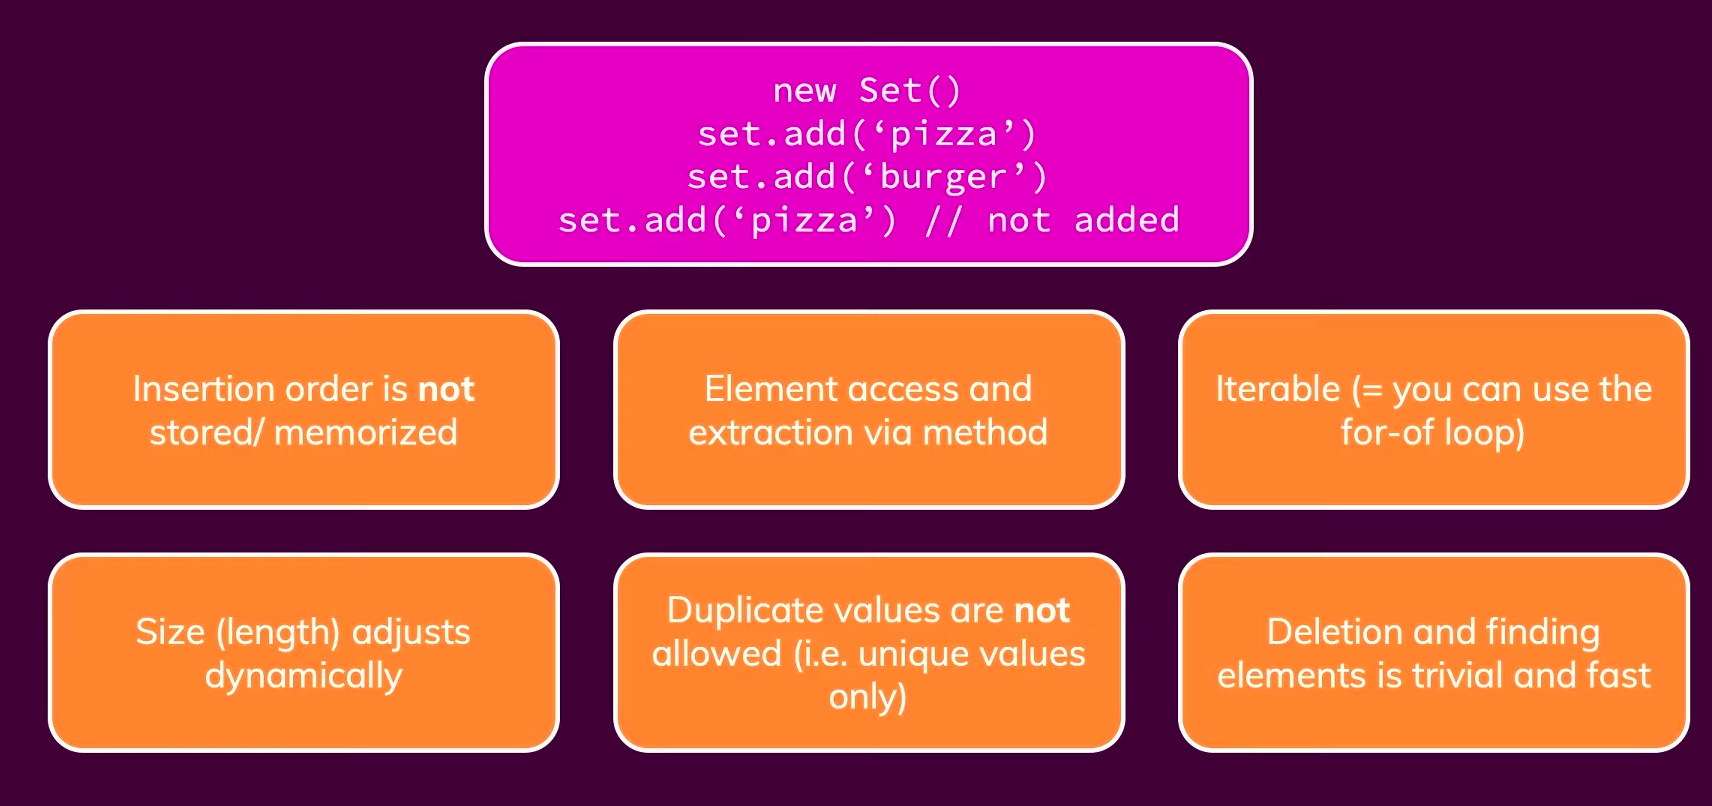 new Set()
set.add(‘pizza’)
set.add(‘burger’)
set.add(‘pizza’) // not added
Insertion order is not
stored/ memorized
Element access and
extraction via method
Iterable (= you can use the
for-of loop)
Size (length) adjusts
dynamically
Duplicate values are not
allowed (i.e. unique values
only)
Deletion and finding
elements is trivial and fast